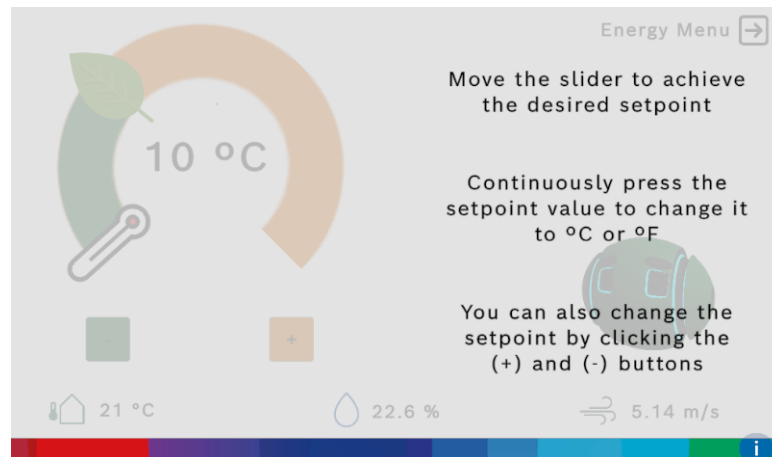 Energy Menu
Move the slider to achieve
the desired setpoint
10 ºC
Continuously press the
setpoint value to change it
to ºC or ºF
You can also change the
setpoint by clicking the
(+) and (-) buttons
-
+
21 °C
22.6 %
5.14 m/s
i